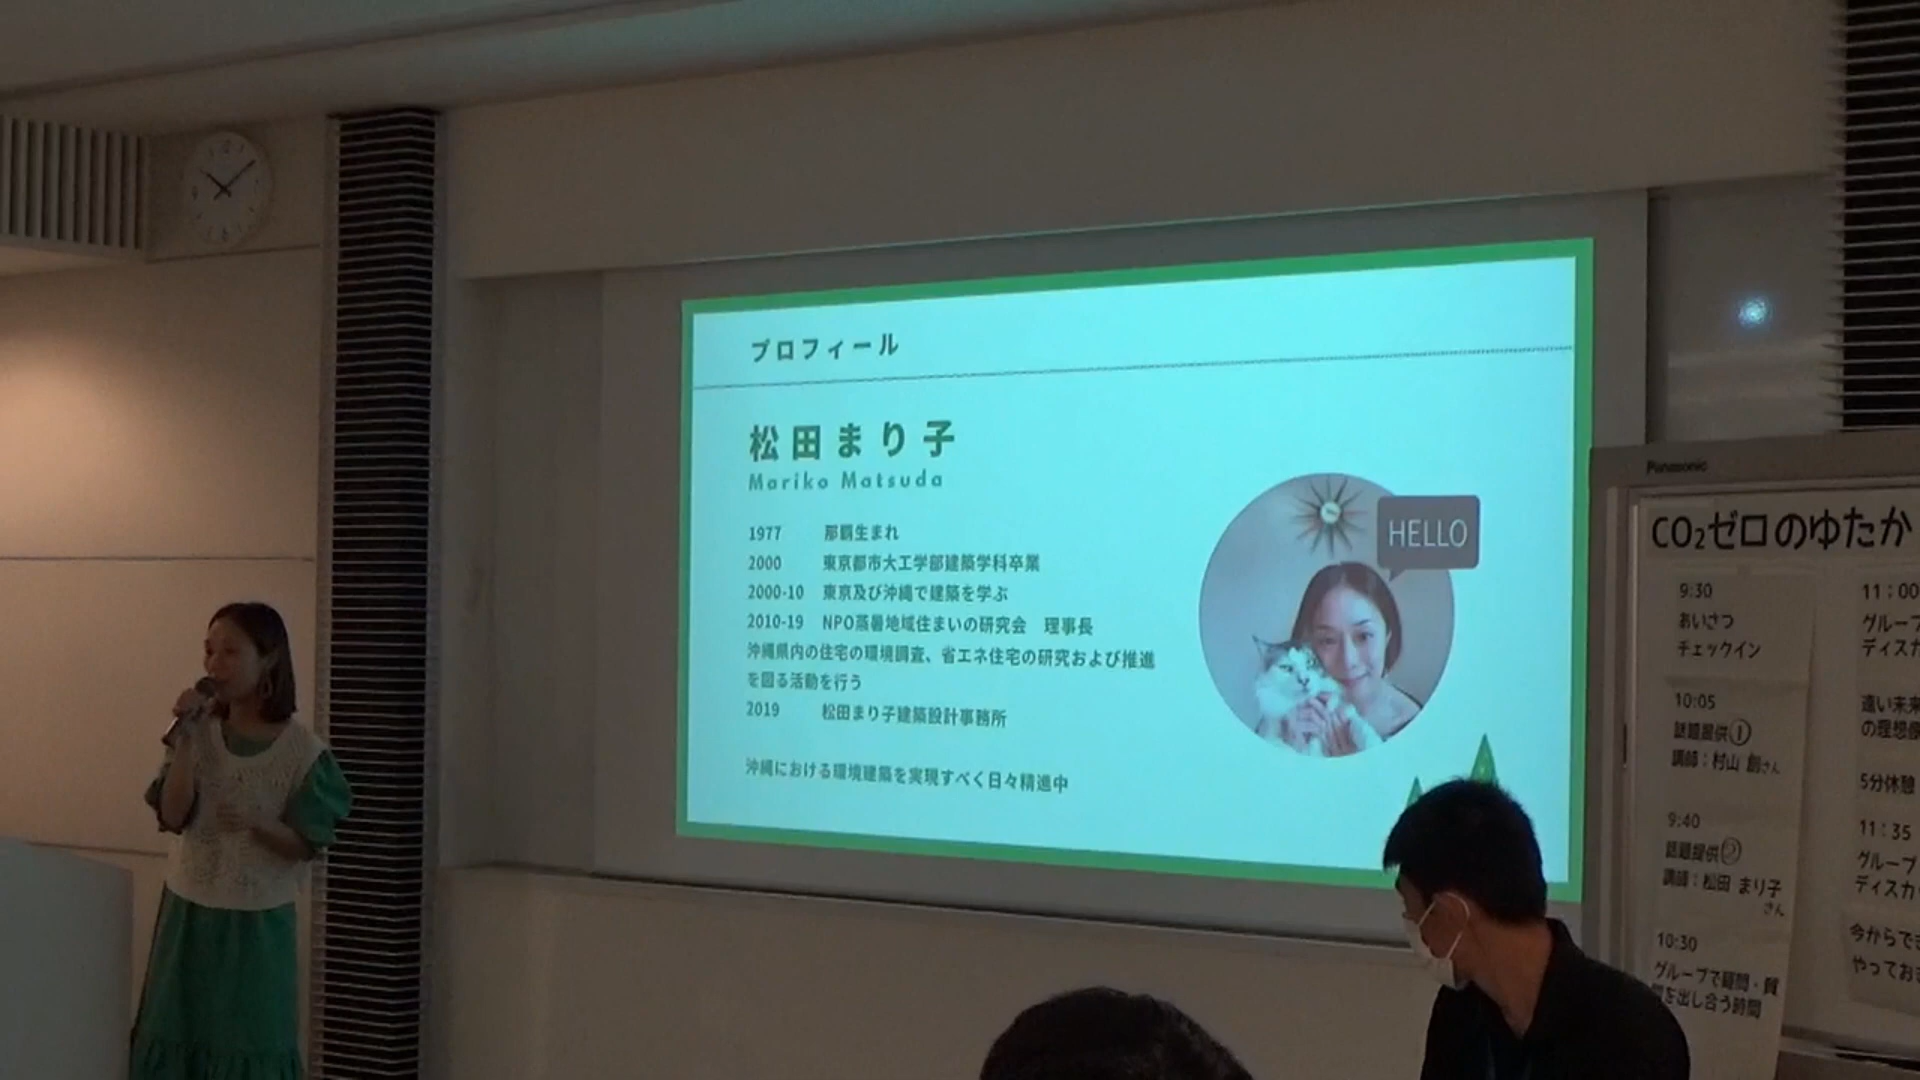 プロフィール
松田まり子
Mariko Matsuda
1977 那覇生まれ
2000 東京都市大工学部建築学科卒業
2000-10 東京及び沖縄で建築を学ぶ
2010-19 NPO蒸暑地域住まいの研究会 理事長
沖縄県内の住宅の環境調査、省エネ住宅の研究および推進
を図る活動を行う
2019 松田まり子建築設計事務所
沖縄における環境建築を実現すべく日々精進中
HELLO
Panasonic
CO₂ゼロのゆたか
9:30
あいさつ
チェックイン
10:05
話題提供①
講師：村山 創さん
9:40
話題提供②
講師：松田 まり子
さん
10:30
グループで疑問・質
問を出し合う時間
11：00
グループ
ディスカ
遠い未来
の理想像
5分休憩
11：35
グループ
ディスカ
今からでき
やってお